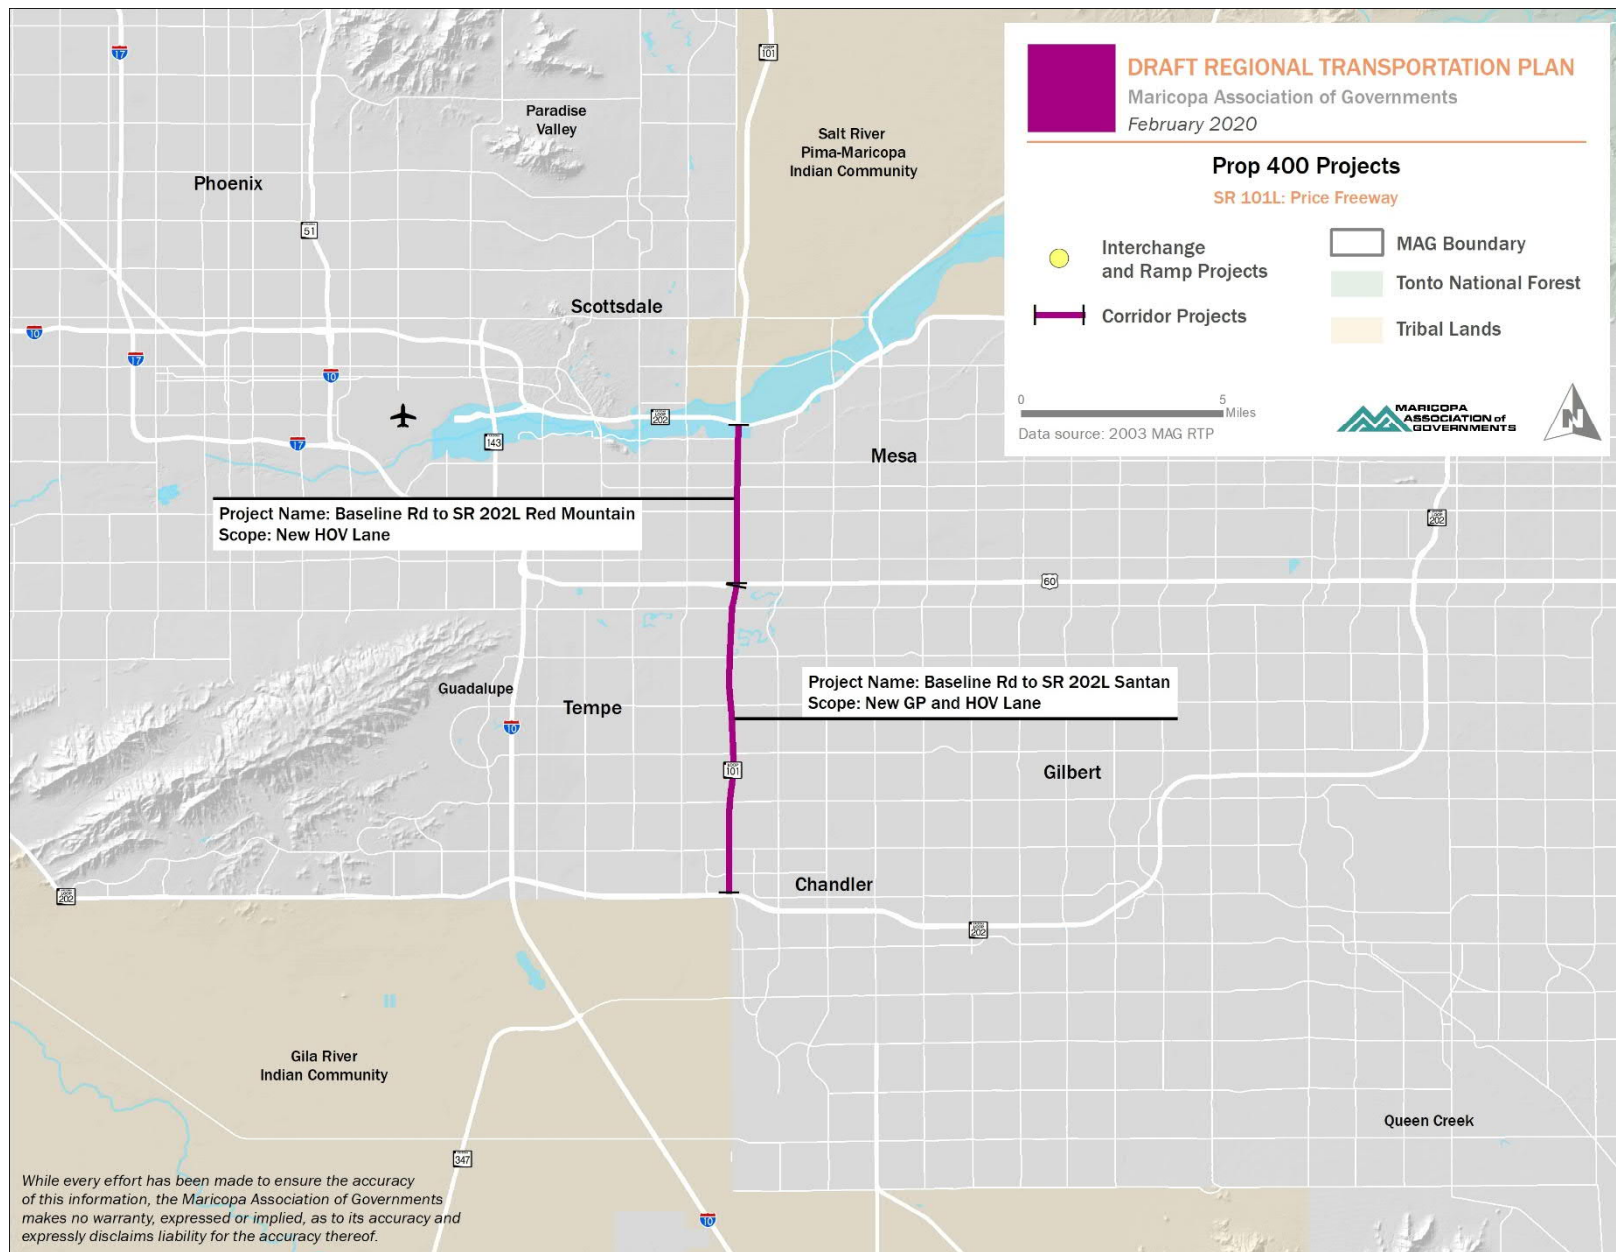 DRAFT REGIONAL TRANSPORTATION PLAN
Maricopa Association of Governments
February 2020
Prop 400 Projects
SR 101L: Price Freeway
Interchange
and Ramp Projects
Corridor Projects
MAG Boundary
Tonto National Forest
Tribal Lands
0 5
Miles
Data source: 2003 MAG RTP
MARICOPA
ASSOCIATION of
GOVERNMENTS
N
17
LOOP
101
Paradise
Valley
Salt River
Pima-Maricopa
Indian Community
Phoenix
51
Scottsdale
10
17
10
LOOP
202
143
17
Mesa
Project Name: Baseline Rd to SR 202L Red Mountain
Scope: New HOV Lane
LOOP
202
60
Project Name: Baseline Rd to SR 202L Santan
Scope: New GP and HOV Lane
Guadalupe
Tempe
10
LOOP
101
Gilbert
Chandler
LOOP
202
LOOP
202
Gila River
Indian Community
Queen Creek
347
10
While every effort has been made to ensure the accuracy
of this information, the Maricopa Association of Governments
makes no warranty, expressed or implied, as to its accuracy and
expressly disclaims liability for the accuracy thereof.